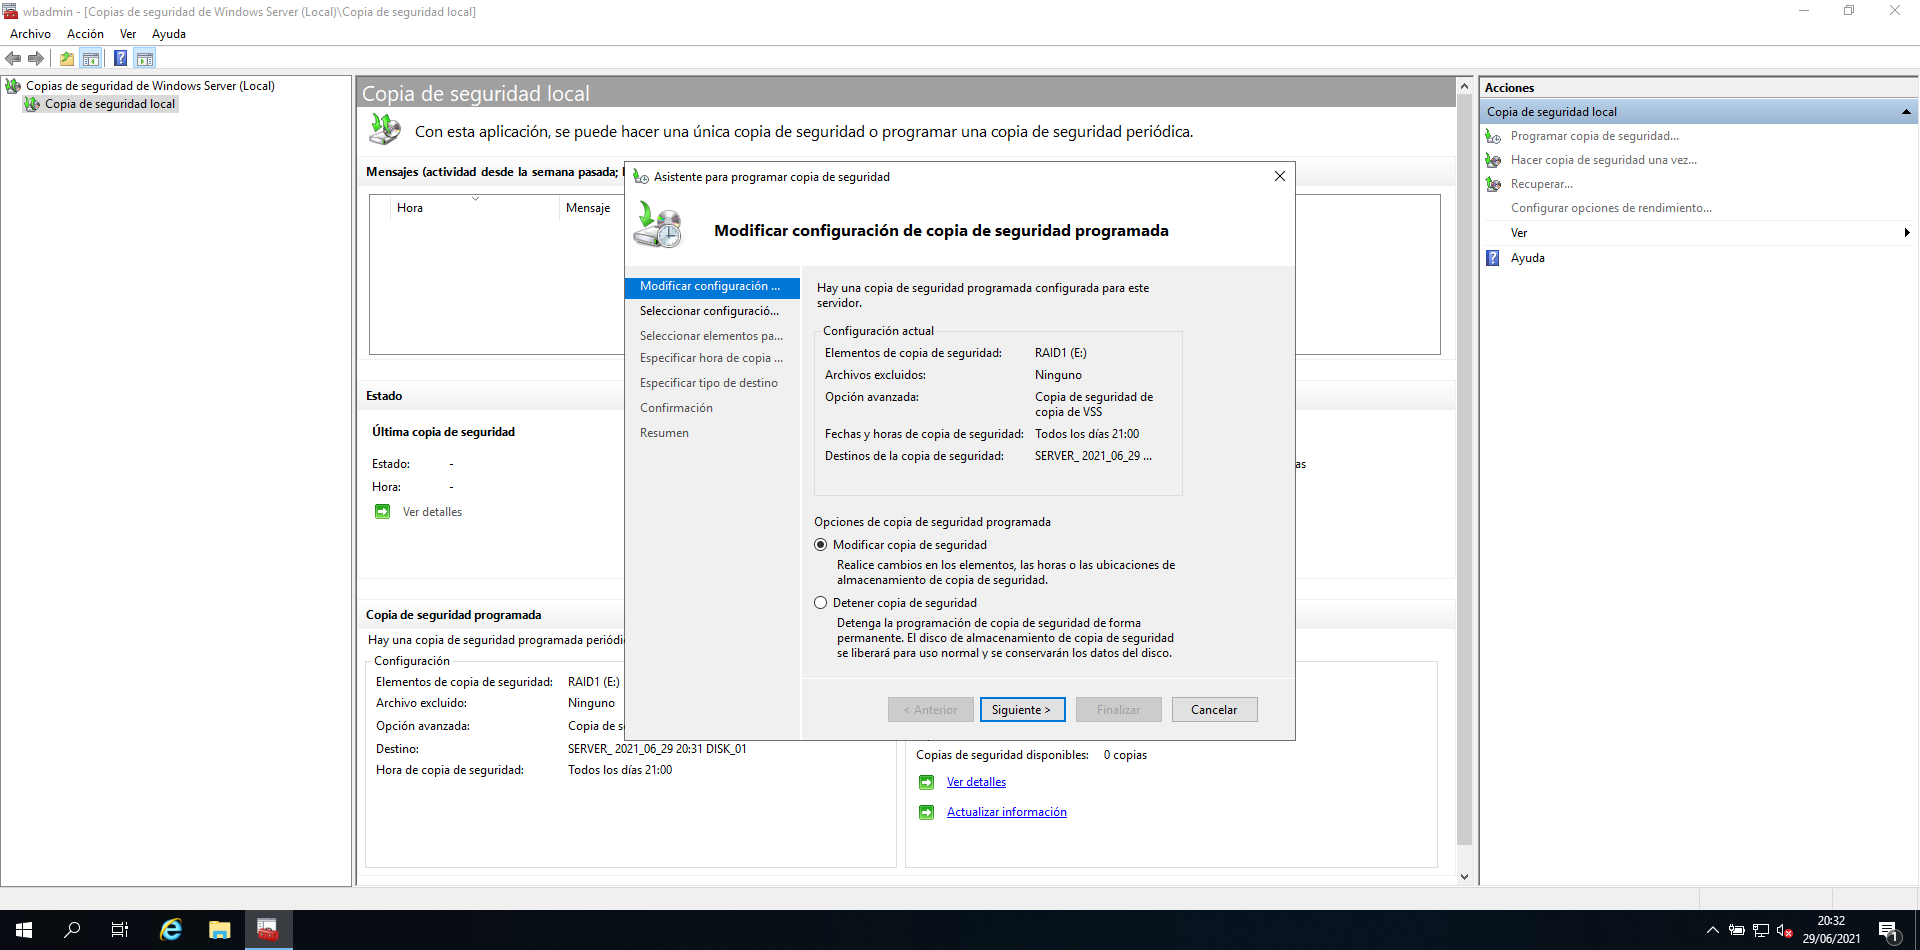 wbadmin - [Copias de seguridad de Windows Server (Local)\Copia de seguridad local]
Archivo Acción Ver Ayuda
Copias de seguridad de Windows Server (Local)
Copia de seguridad local
Copia de seguridad local
Con esta aplicación, se puede hacer una única copia de seguridad o programar una copia de seguridad periódica.
Mensajes (actividad desde la semana pasada;
Hora Mensaje
Estado
Última copia de seguridad
Estado: -
Hora: -
Ver detalles
as
Copia de seguridad programada
Hay una copia de seguridad programada periódi
Configuración
Elementos de copia de seguridad: RAID1 (E:)
Archivo excluido: Ninguno
Opción avanzada: Copia de s
Destino: SERVER_ 2021_06_29 20:31 DISK_01
Hora de copia de seguridad: Todos los días 21:00
Copias de seguridad disponibles: 0 copias
Ver detalles
Actualizar información
Asistente para programar copia de seguridad
Modificar configuración de copia de seguridad programada
Modificar configuración ...
Seleccionar configuració...
Seleccionar elementos pa...
Especificar hora de copia ...
Especificar tipo de destino
Confirmación
Resumen
Hay una copia de seguridad programada configurada para este
servidor.
Configuración actual
Elementos de copia de seguridad: RAID1 (E:)
Archivos excluidos: Ninguno
Opción avanzada: Copia de seguridad de
copia de VSS
Fechas y horas de copia de seguridad: Todos los días 21:00
Destinos de la copia de seguridad: SERVER_ 2021_06_29 ...
Opciones de copia de seguridad programada
Modificar copia de seguridad
Realice cambios en los elementos, las horas o las ubicaciones de
almacenamiento de copia de seguridad.
Detener copia de seguridad
Detenga la programación de copia de seguridad de forma
permanente. El disco de almacenamiento de copia de seguridad
se liberará para uso normal y se conservarán los datos del disco.
< Anterior Siguiente > Finalizar Cancelar
Acciones
Copia de seguridad local
Programar copia de seguridad...
Hacer copia de seguridad una vez...
Recuperar...
Configurar opciones de rendimiento...
Ver
Ayuda
20:32
29/06/2021
1